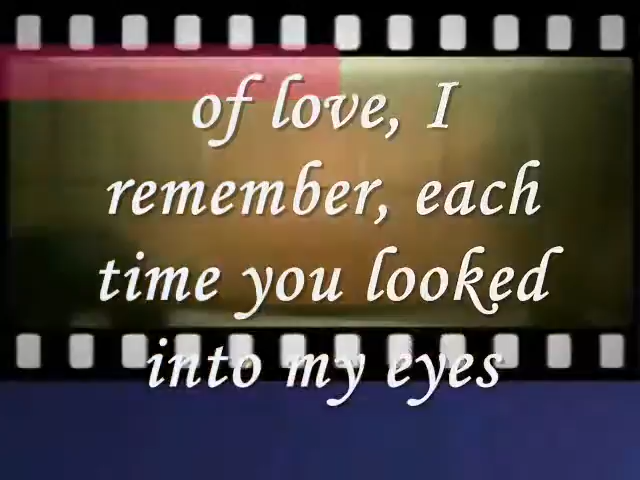 of love, I
remember, each
time you looked
into my eyes